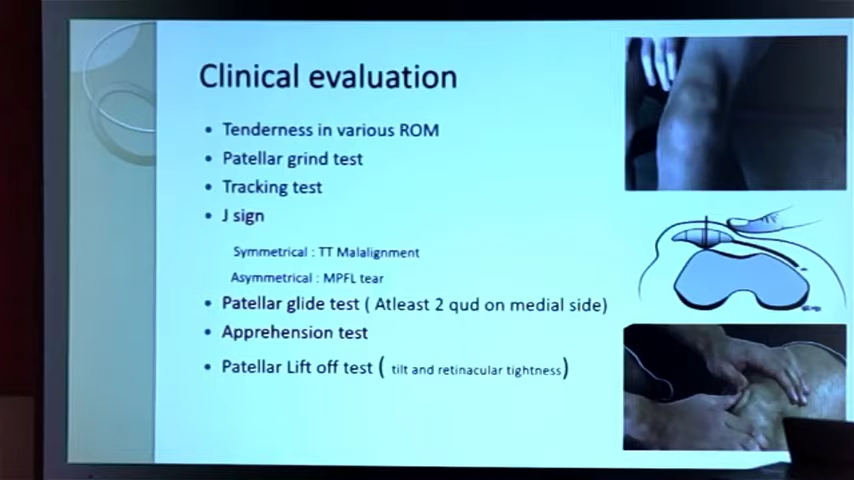 Clinical evaluation
• Tenderness in various ROM
• Patellar grind test
• Tracking test
• J sign
Symmetrical : TT Malalignment
Asymmetrical : MPFL tear
• Patellar glide test ( Atleast 2 qud on medial side)
• Apprehension test
• Patellar Lift off test ( tilt and retinacular tightness)